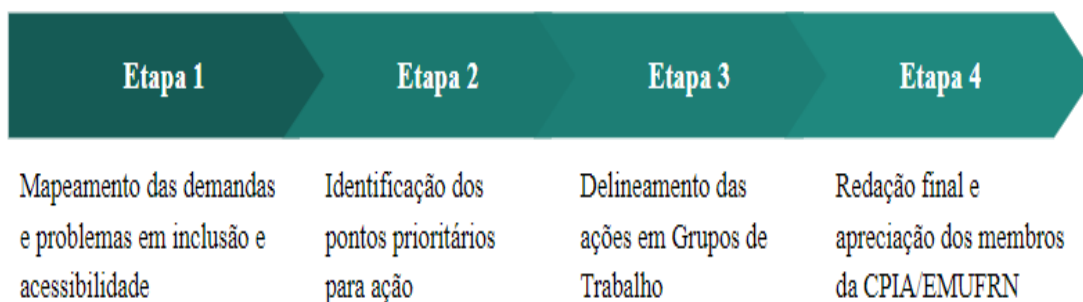 Etapa 1
Etapa 2
Etapa 3
Etapa 4
Mapeamento das demandas
e problemas em inclusão e
acessibilidade
Identificação dos
pontos prioritários
para ação
Delineamento das
ações em Grupos de
Trabalho
Redação final e
apreciação dos membros
da CPIA/EMUFRN